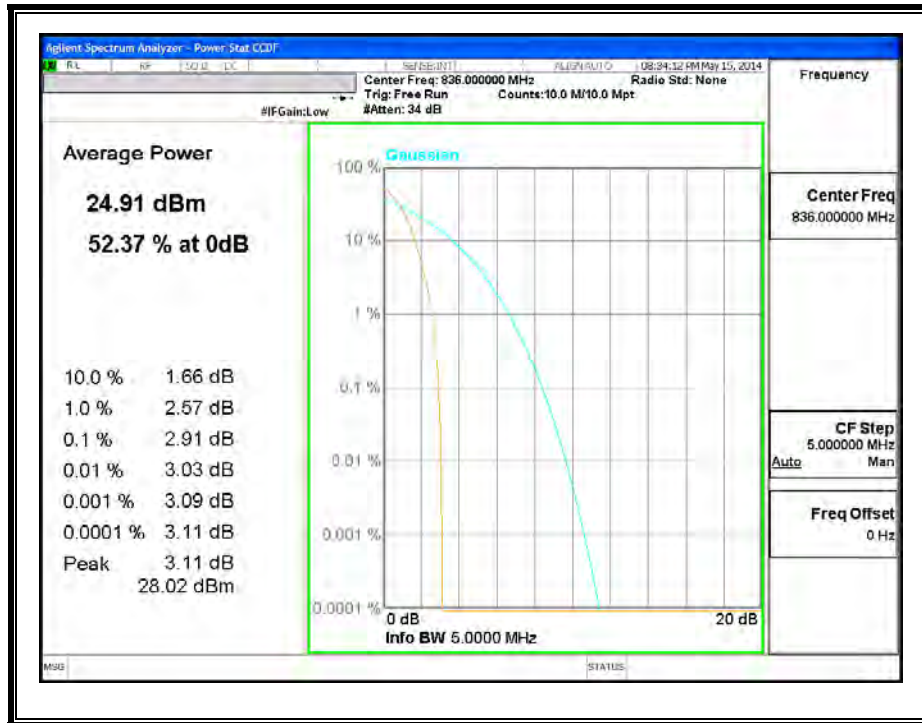 Agilent Spectrum Analyzer - Power Stat CCDF
RL RF 50 Ω DC SENSE:INT ALIGN AUTO 08:34:12 PM May 15, 2014
Center Freq: 836.000000 MHz Radio Std: None
Trig: Free Run Counts:10.0 M/10.0 Mpt
#IFGain:Low #Atten: 34 dB
Frequency
Average Power
24.91 dBm
52.37 % at 0dB
10.0 % 1.66 dB
1.0 % 2.57 dB
0.1 % 2.91 dB
0.01 % 3.03 dB
0.001 % 3.09 dB
0.0001 % 3.11 dB
Peak 3.11 dB
28.02 dBm
Gaussian
100 %
10 %
1 %
0.1 %
0.01 %
0.001 %
0.0001 %
0 dB 20 dB
Info BW 5.0000 MHz
Center Freq
836.000000 MHz
CF Step
5.000000 MHz
Auto Man
Freq Offset
0 Hz
MSG STATUS